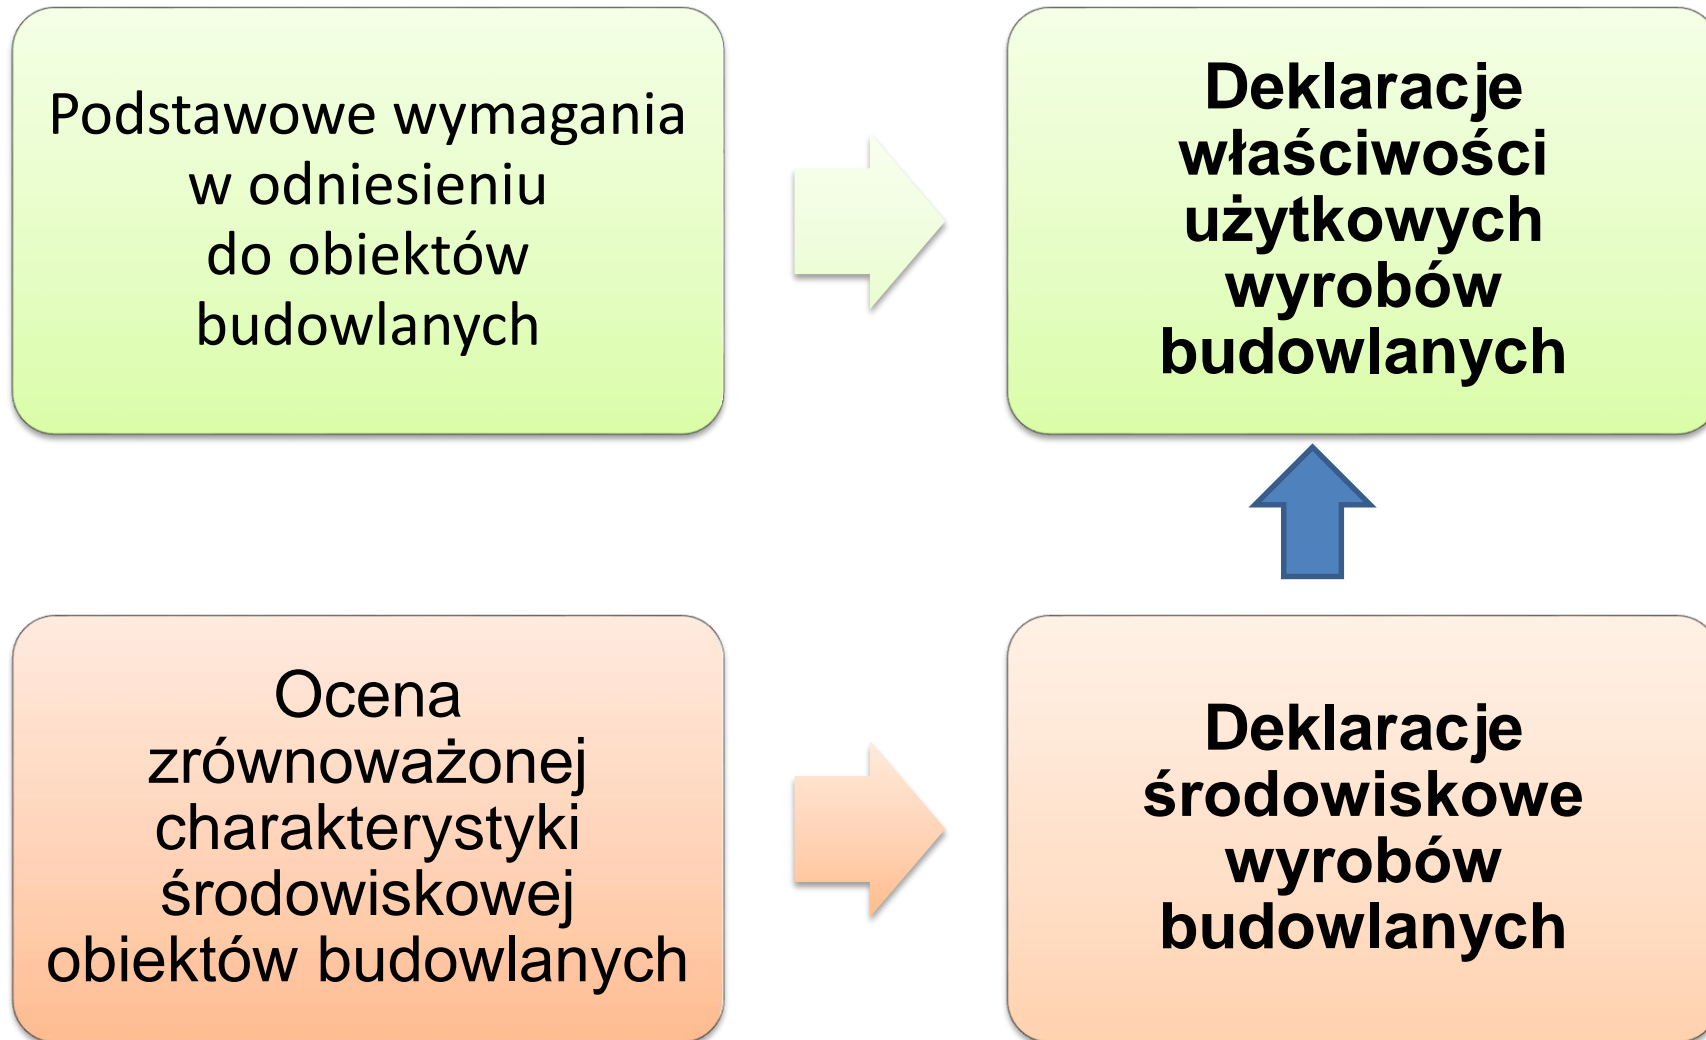 Podstawowe wymagania
w odniesieniu
do obiektów
budowlanych
Deklaracje
właściwości
użytkowych
wyrobów
budowlanych
Ocena
zrównoważonej
charakterystyki
środowiskowej
obiektów budowlanych
Deklaracje
środowiskowe
wyrobów
budowlanych